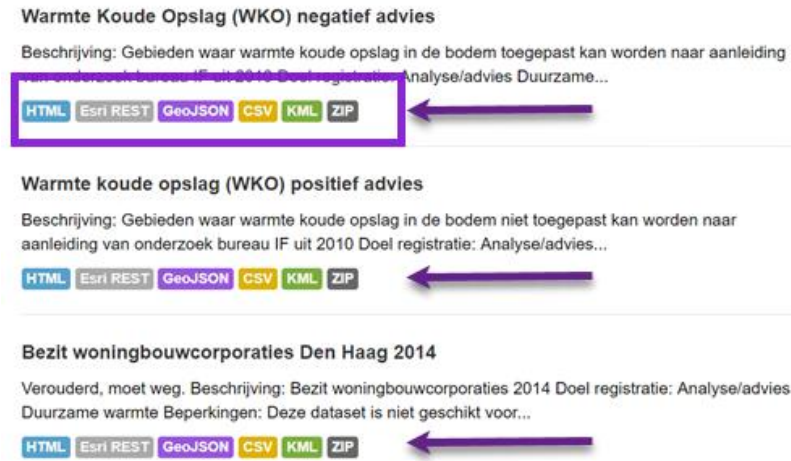 Warmte Koude Opslag (WKO) negatief advies
Beschrijving: Gebieden waar warmte koude opslag in de bodem toegepast kan worden naar aanleiding
van onderzoek bureau IF uit 2010 Doel registratie: Analyse/advies Duurzame...
HTML Esri REST GeoJSON CSV KML ZIP
Warmte koude opslag (WKO) positief advies
Beschrijving: Gebieden waar warmte koude opslag in de bodem niet toegepast kan worden naar
aanleiding van onderzoek bureau IF uit 2010 Doel registratie: Analyse/advies...
HTML Esri REST GeoJSON CSV KML ZIP
Bezit woningbouwcorporaties Den Haag 2014
Verouderd, moet weg. Beschrijving: Bezit woningbouwcorporaties 2014 Doel registratie: Analyse/advies
Duurzame warmte Beperkingen: Deze dataset is niet geschikt voor...
HTML Esri REST GeoJSON CSV KML ZIP